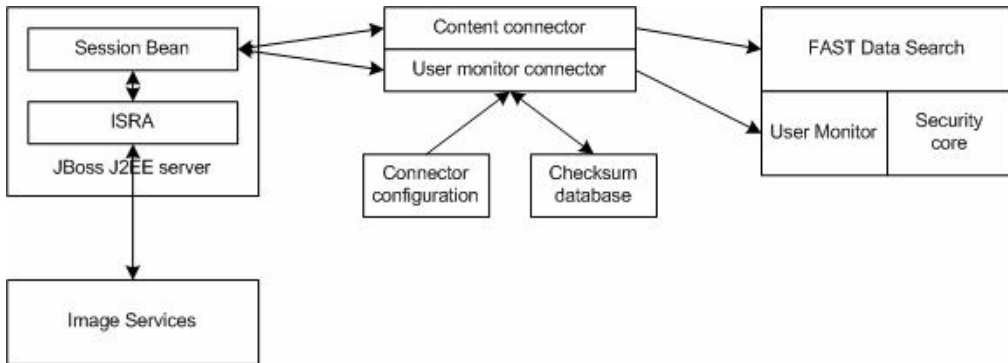 Session Bean
ISRA
JBoss J2EE server
Image Services
Content connector
User monitor connector
Connector
configuration
Checksum
database
FAST Data Search
User Monitor
Security
core